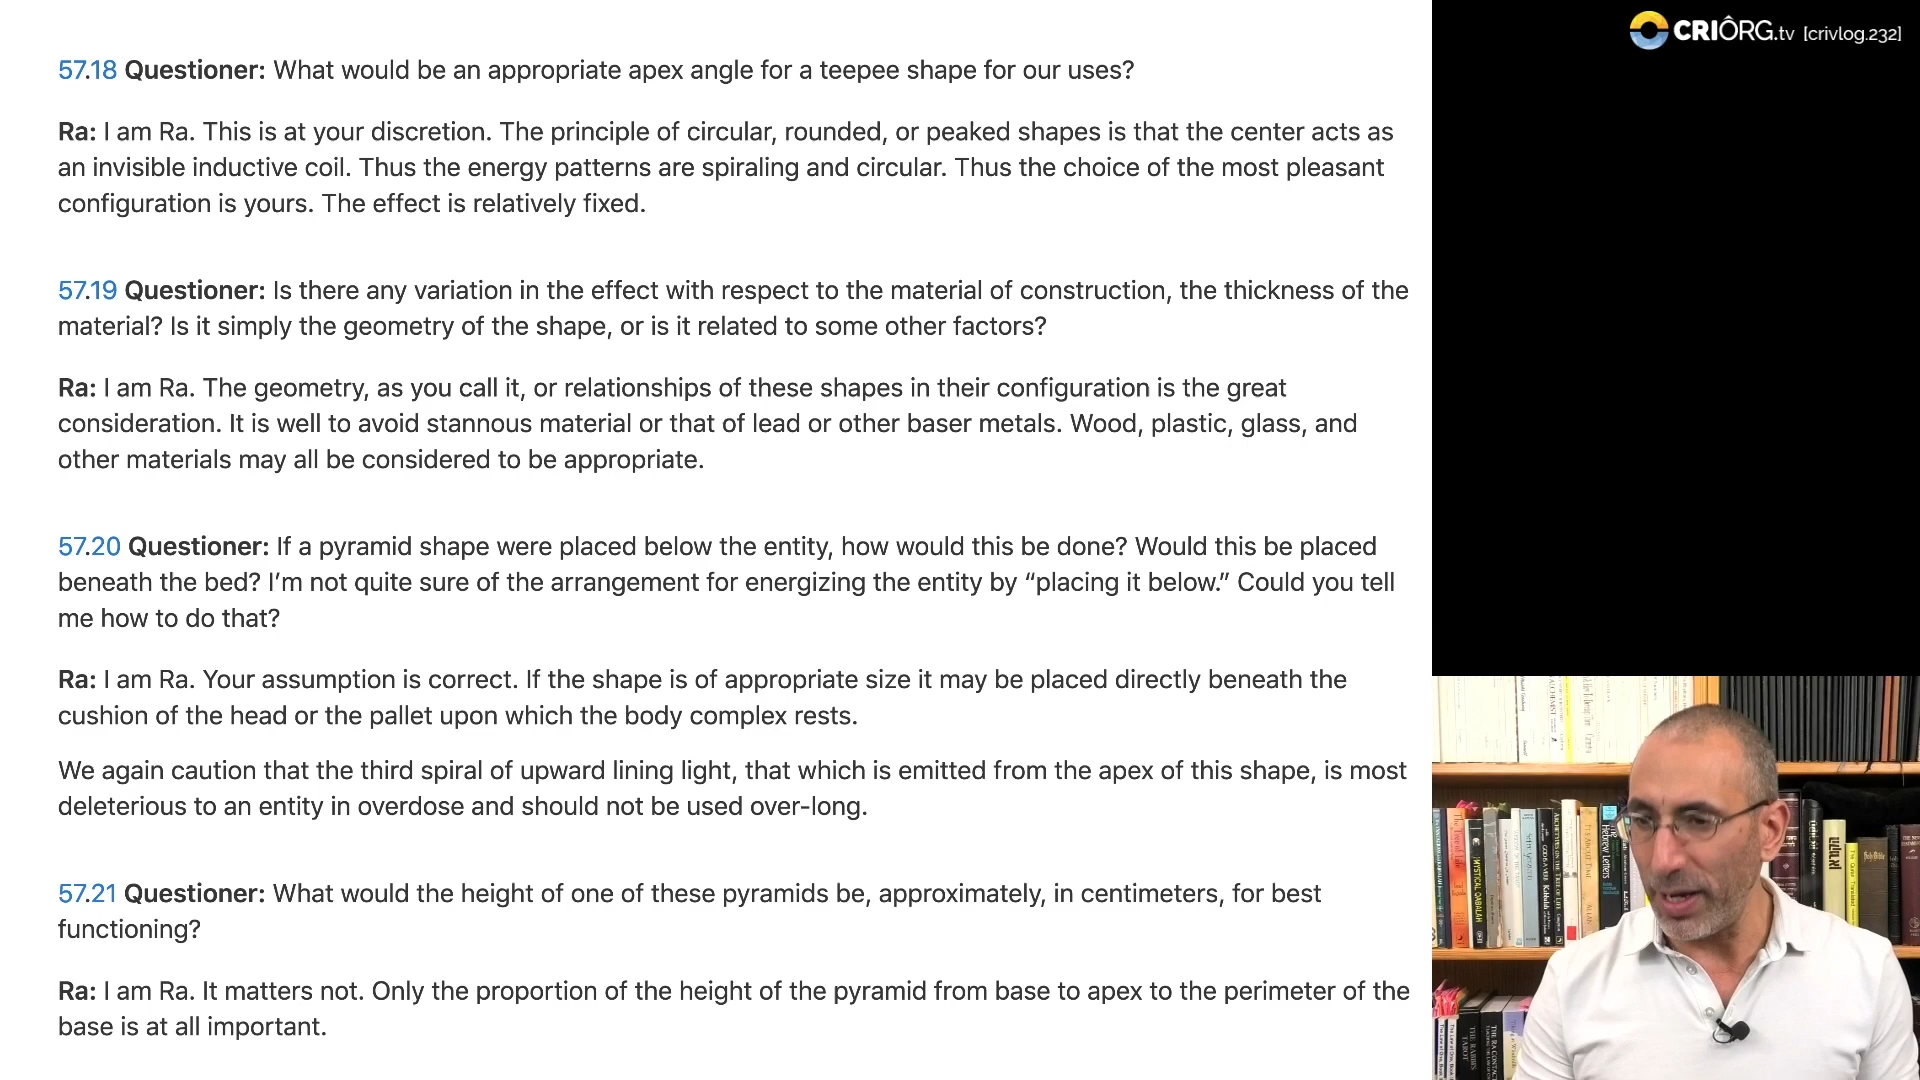 CRIÔRG.tv [crivlog.232]
57.18 Questioner: What would be an appropriate apex angle for a teepee shape for our uses?
Ra: I am Ra. This is at your discretion. The principle of circular, rounded, or peaked shapes is that the center acts as
an invisible inductive coil. Thus the energy patterns are spiraling and circular. Thus the choice of the most pleasant
configuration is yours. The effect is relatively fixed.
57.19 Questioner: Is there any variation in the effect with respect to the material of construction, the thickness of the
material? Is it simply the geometry of the shape, or is it related to some other factors?
Ra: I am Ra. The geometry, as you call it, or relationships of these shapes in their configuration is the great
consideration. It is well to avoid stannous material or that of lead or other baser metals. Wood, plastic, glass, and
other materials may all be considered to be appropriate.
57.20 Questioner: If a pyramid shape were placed below the entity, how would this be done? Would this be placed
beneath the bed? I’m not quite sure of the arrangement for energizing the entity by “placing it below.” Could you tell
me how to do that?
Ra: I am Ra. Your assumption is correct. If the shape is of appropriate size it may be placed directly beneath the
cushion of the head or the pallet upon which the body complex rests.
We again caution that the third spiral of upward lining light, that which is emitted from the apex of this shape, is most
deleterious to an entity in overdose and should not be used over-long.
57.21 Questioner: What would the height of one of these pyramids be, approximately, in centimeters, for best
functioning?
Ra: I am Ra. It matters not. Only the proportion of the height of the pyramid from base to apex to the perimeter of the
base is at all important.
ALCHEMIST
MYSTICAL QABALAH
the Hebrew Letters
Holy Bible
THE RABBI'S TAROT
THE RA CONTACT